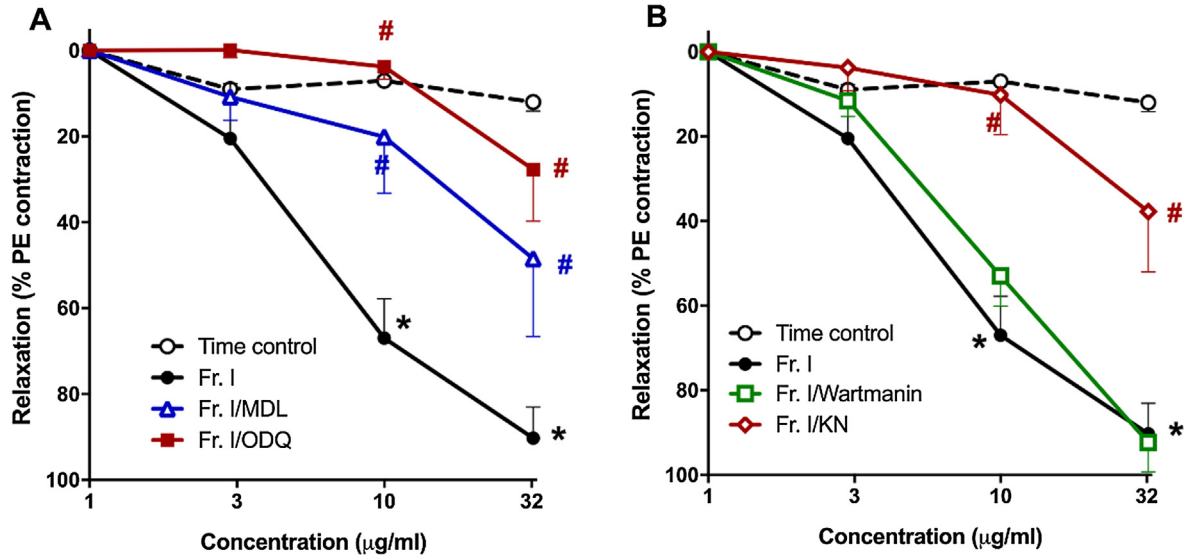 A
Relaxation (% PE contraction)
0
20
40
60
80
100
#
#
#
#
*
*
Time control
Fr. I
Fr. I/MDL
Fr. I/ODQ
1
3
10
32
Concentration (µg/ml)
B
Relaxation (% PE contraction)
0
20
40
60
80
100
#
#
*
*
Time control
Fr. I
Fr. I/Wartmanin
Fr. I/KN
1
3
10
32
Concentration (µg/ml)